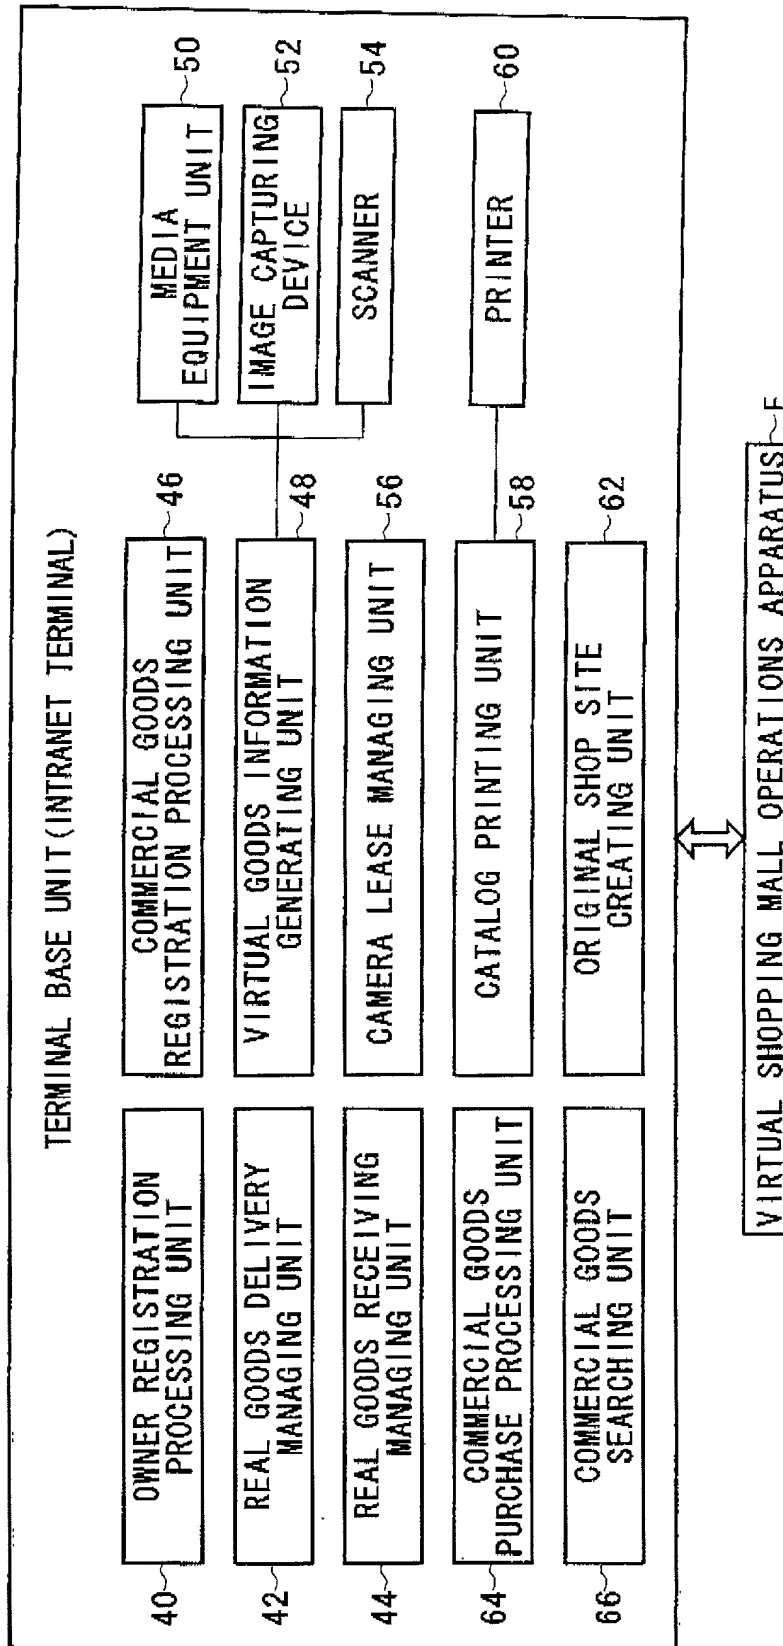 TERMINAL BASE UNIT(INTRANET TERMINAL)
40
OWNER REGISTRATION
PROCESSING UNIT
COMMERCIAL GOODS
REGISTRATION PROCESSING UNIT
46
MEDIA
EQUIPMENT UNIT
50
42
REAL GOODS DELIVERY
MANAGING UNIT
VIRTUAL GOODS INFORMATION
GENERATING UNIT
48
IMAGE CAPTURING
DEVICE
52
44
REAL GOODS RECEIVING
MANAGING UNIT
CAMERA LEASE MANAGING UNIT
56
SCANNER
54
64
COMMERCIAL GOODS
PURCHASE PROCESSING UNIT
CATALOG PRINTING UNIT
58
PRINTER
60
66
COMMERCIAL GOODS
SEARCHING UNIT
ORIGINAL SHOP SITE
CREATING UNIT
62
VIRTUAL SHOPPING MALL OPERATIONS APPARATUS